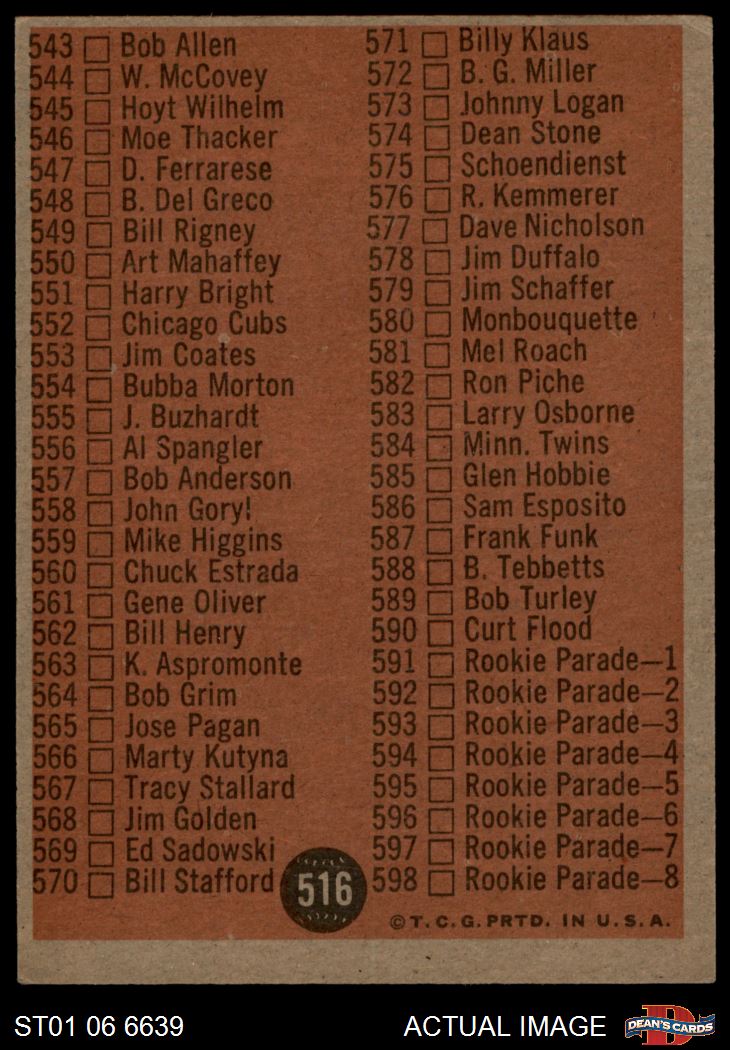 543 Bob Allen
544 W. McCovey
545 Hoyt Wilhelm
546 Moe Thacker
547 D. Ferrarese
548 B. Del Greco
549 Bill Rigney
550 Art Mahaffey
551 Harry Bright
552 Chicago Cubs
553 Jim Coates
554 Bubba Morton
555 J. Buzhardt
556 Al Spangler
557 Bob Anderson
558 John Gory!
559 Mike Higgins
560 Chuck Estrada
561 Gene Oliver
562 Bill Henry
563 K. Aspromonte
564 Bob Grim
565 Jose Pagan
566 Marty Kutyna
567 Tracy Stallard
568 Jim Golden
569 Ed Sadowski
570 Bill Stafford
571 Billy Klaus
572 B. G. Miller
573 Johnny Logan
574 Dean Stone
575 Schoendienst
576 R. Kemmerer
577 Dave Nicholson
578 Jim Duffalo
579 Jim Schaffer
580 Monbouquette
581 Mel Roach
582 Ron Piche
583 Larry Osborne
584 Minn. Twins
585 Glen Hobbie
586 Sam Esposito
587 Frank Funk
588 B. Tebbetts
589 Bob Turley
590 Curt Flood
591 Rookie Parade—1
592 Rookie Parade—2
593 Rookie Parade—3
594 Rookie Parade—4
595 Rookie Parade—5
596 Rookie Parade—6
597 Rookie Parade—7
598 Rookie Parade—8
516
© T. C. G. PRTD. IN U. S. A.
ST01 06 6639
ACTUAL IMAGE
D
DEAN'S CARDS